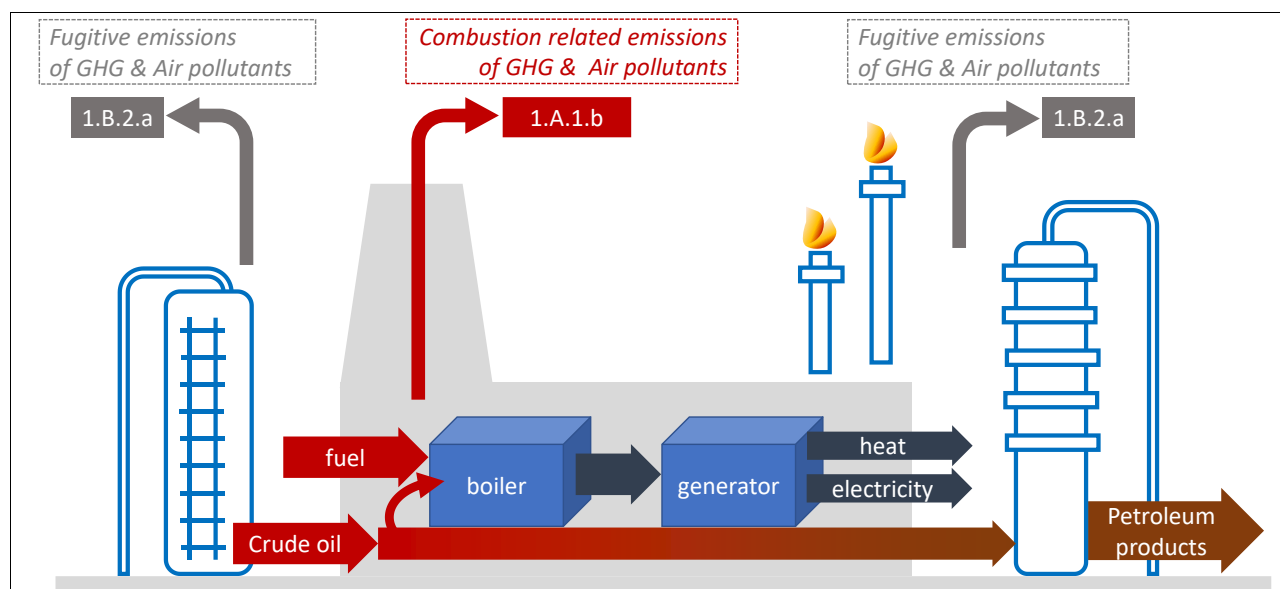 Fugitive emissions
of GHG & Air pollutants
1.B.2.a
Combustion related emissions
of GHG & Air pollutants
1.A.1.b
Fugitive emissions
of GHG & Air pollutants
1.B.2.a
fuel
boiler
generator
heat
electricity
Crude oil
Petroleum
products